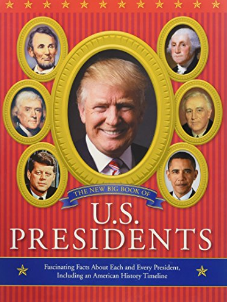 THE NEW BIG BOOK OF
U.S.
PRESIDENTS
Fascinating Facts About Each and Every President,
Including an American History Timeline